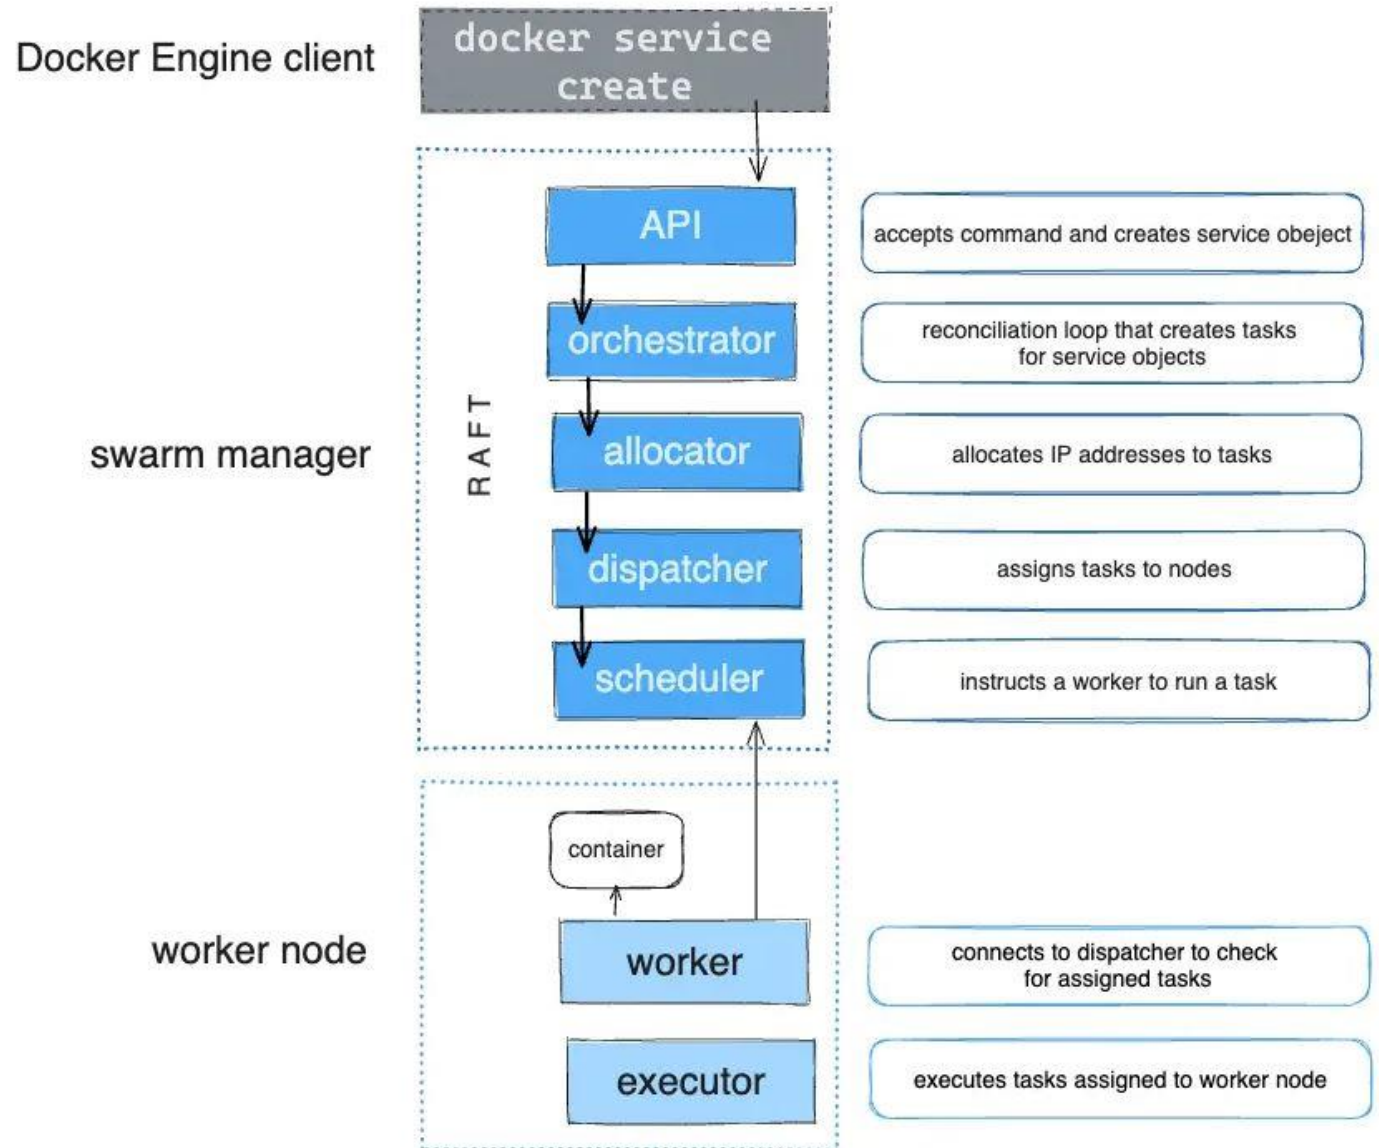 Docker Engine client
docker service
create
API
accepts command and creates service obeject
orchestrator
reconciliation loop that creates tasks
for service objects
RAFT
swarm manager
allocator
allocates IP addresses to tasks
dispatcher
assigns tasks to nodes
scheduler
instructs a worker to run a task
container
worker node
worker
connects to dispatcher to check
for assigned tasks
executor
executes tasks assigned to worker node